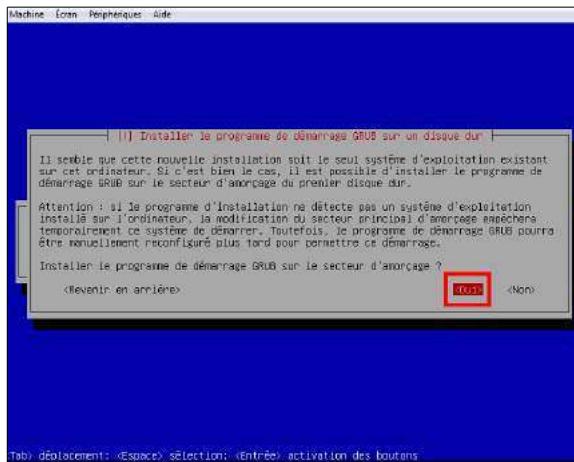 Machine Écran Périphériques Aide
[!] Installer le programme de démarrage GRUB sur un disque dur
Il semble que cette nouvelle installation soit le seul système d'exploitation existant
sur cet ordinateur. Si c'est bien le cas, il est possible d'installer le programme de
démarrage GRUB sur le secteur d'amorçage du premier disque dur.
Attention : si le programme d'installation ne détecte pas un système d'exploitation
installé sur l'ordinateur, la modification du secteur principal d'amorçage empêchera
temporairement ce système de démarrer. Toutefois, le programme de démarrage GRUB pourra
être manuellement reconfiguré plus tard pour permettre ce démarrage.
Installer le programme de démarrage GRUB sur le secteur d'amorçage ?
<Revenir en arrière> <Oui> <Non>
<Tab> déplacement; <Espace> sélection; <Entrée> activation des boutons